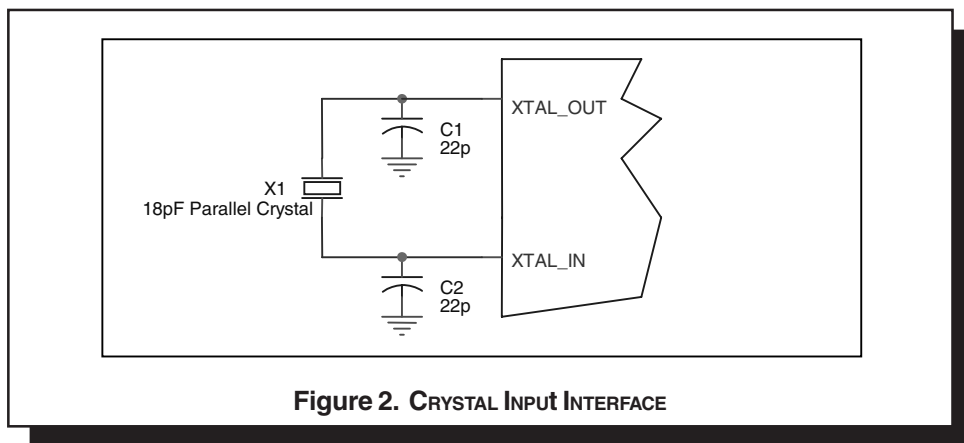 XTAL_OUT
C1
22p
X1
18pF Parallel Crystal
XTAL_IN
C2
22p
Figure 2. CRYSTAL INPUt INTERFACE